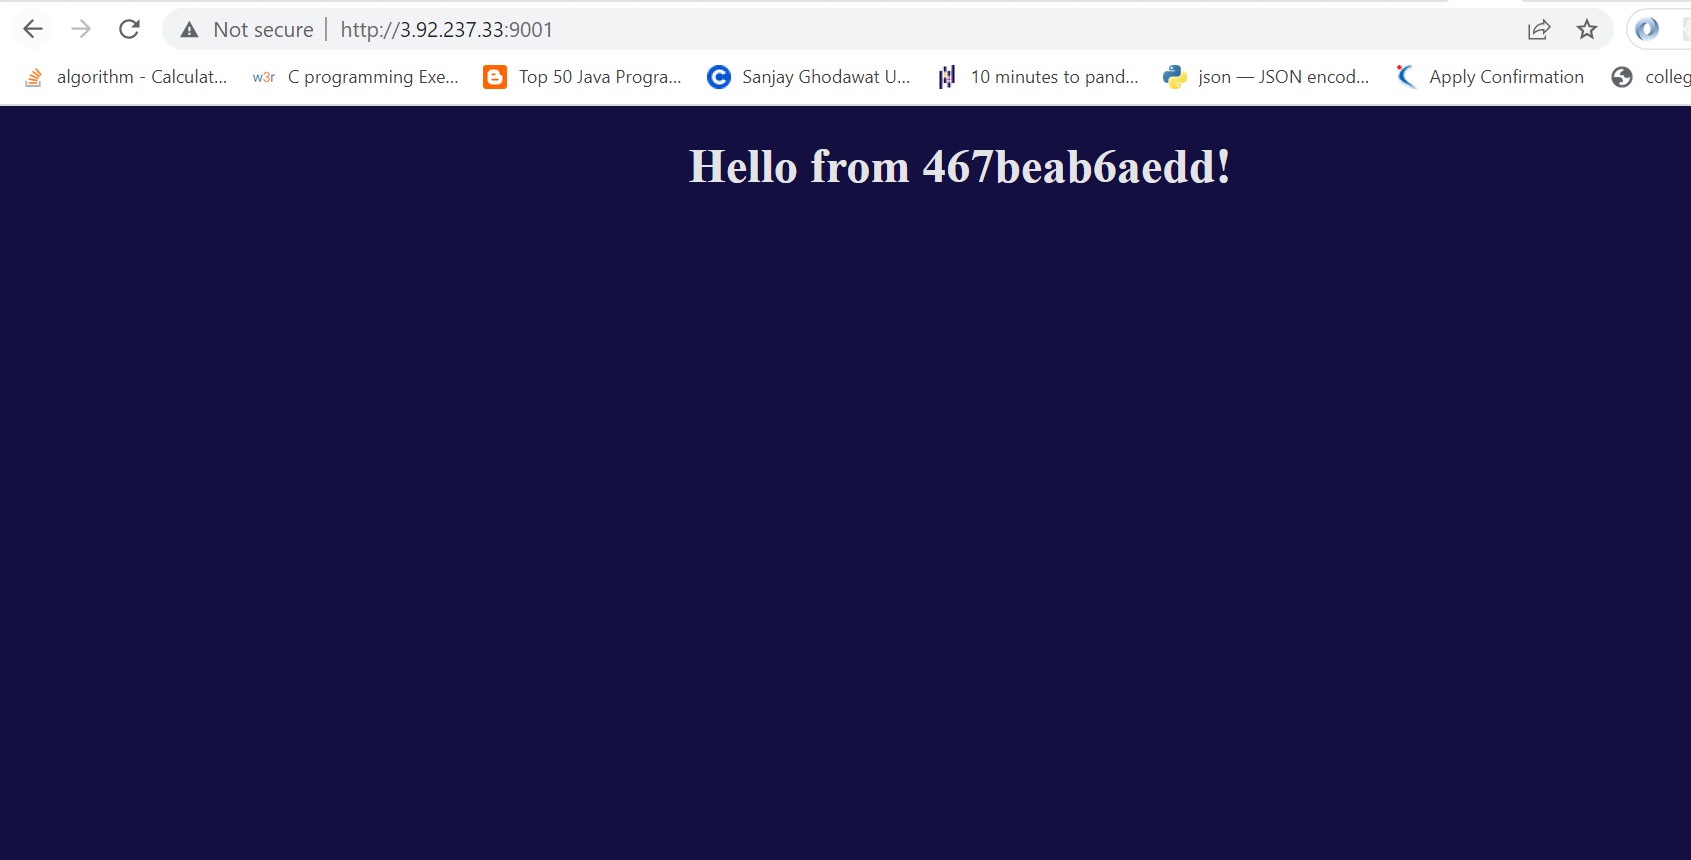 Not secure | http://3.92.237.33:9001
algorithm - Calculat... w3r C programming Exe... Top 50 Java Progra... Sanjay Ghodawat U... 10 minutes to pand... json — JSON encod... Apply Confirmation colleg
Hello from 467beab6aedd!